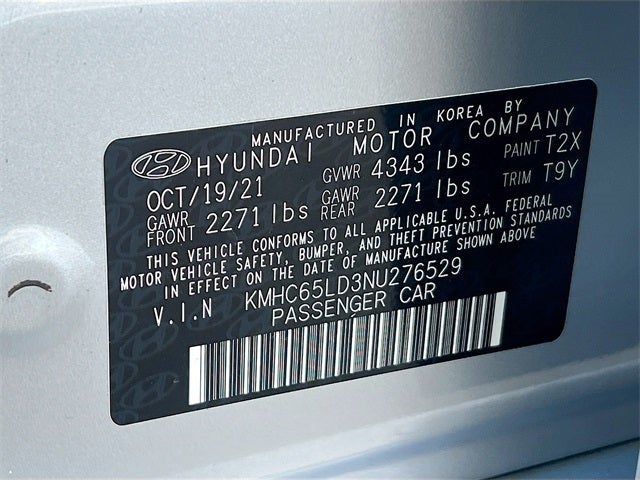 MANUFACTURED IN KOREA BY
HYUNDAI MOTOR COMPANY
OCT/19/21 GVWR 4343 lbs PAINT T2X
GAWR FRONT 2271 lbs GAWR REAR 2271 lbs TRIM T9Y
THIS VEHICLE CONFORMS TO ALL APPLICABLE U.S.A. FEDERAL
MOTOR VEHICLE SAFETY, BUMPER, AND THEFT PREVENTION STANDARDS
IN EFFECT ON THE DATE OF MANUFACTURE SHOWN ABOVE
V.I.N KMHC65LD3NU276529
PASSENGER CAR